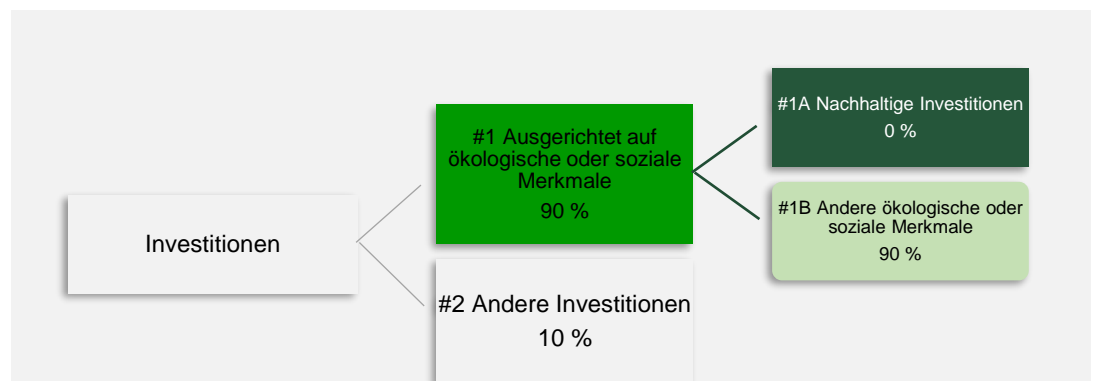 Investitionen
#1 Ausgerichtet auf
ökologische oder soziale
Merkmale
90 %
#2 Andere Investitionen
10 %
#1A Nachhaltige Investitionen
0 %
#1B Andere ökologische oder
soziale Merkmale
90 %